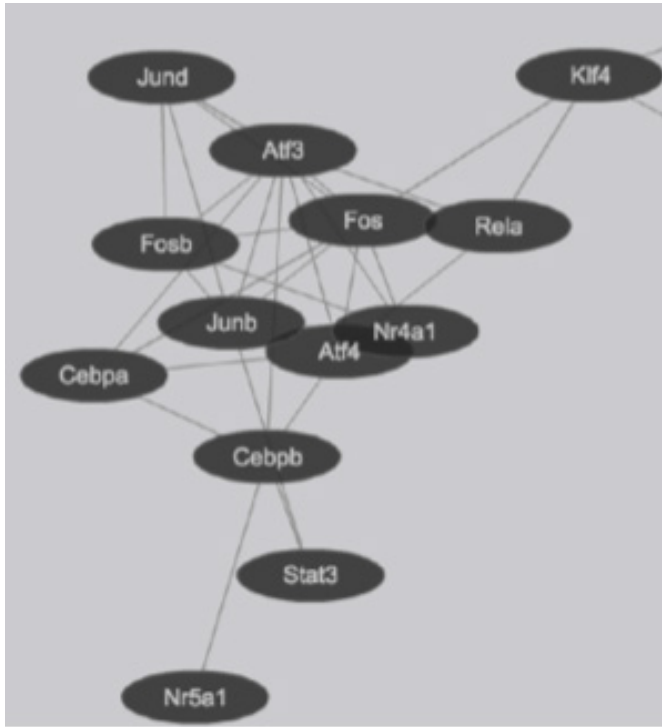 Jund
Klf4
Atf3
Fos
Rela
Fosb
Junb
Nr4a1
Atf4
Cebpa
Cebpb
Stat3
Nr5a1